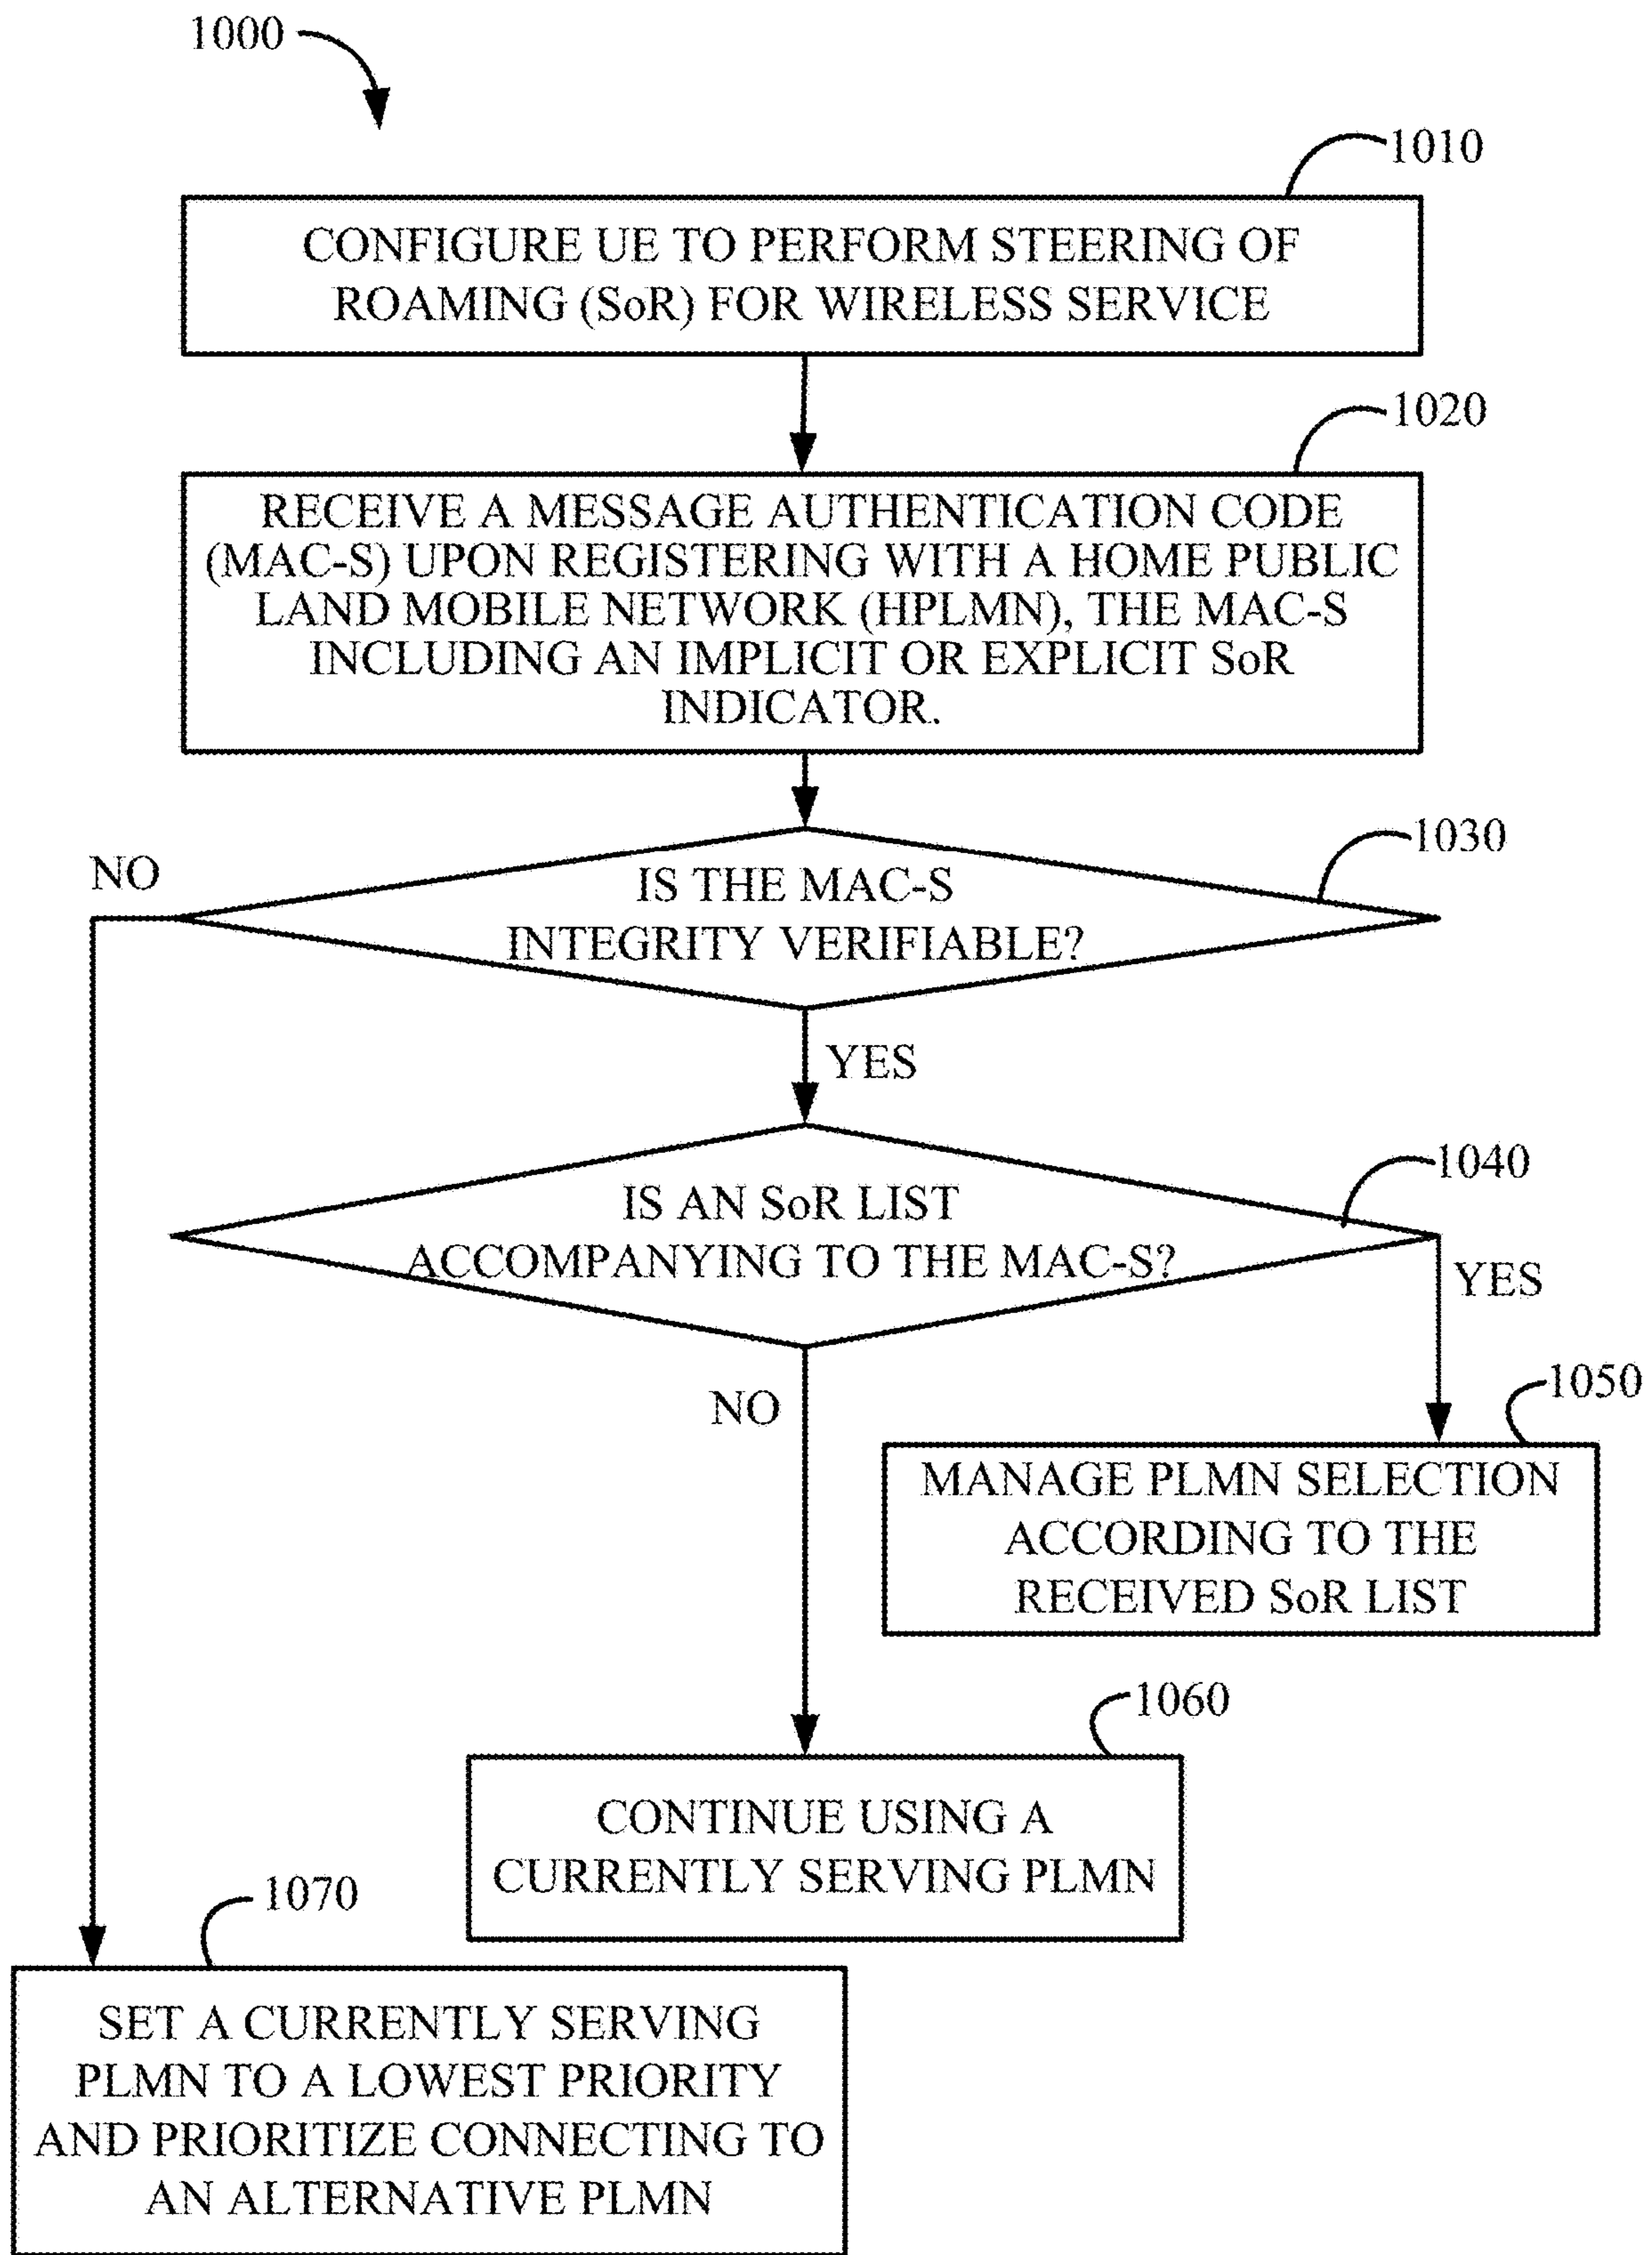 1000
1010
CONFIGURE UE TO PERFORM STEERING OF
ROAMING (SoR) FOR WIRELESS SERVICE
1020
RECEIVE A MESSAGE AUTHENTICATION CODE
(MAC-S) UPON REGISTERING WITH A HOME PUBLIC
LAND MOBILE NETWORK (HPLMN), THE MAC-S
INCLUDING AN IMPLICIT OR EXPLICIT SoR
INDICATOR.
1030
NO
IS THE MAC-S
INTEGRITY VERIFIABLE?
YES
1040
IS AN SoR LIST
ACCOMPANYING TO THE MAC-S?
YES
NO
1050
MANAGE PLMN SELECTION
ACCORDING TO THE
RECEIVED SoR LIST
1060
CONTINUE USING A
CURRENTLY SERVING PLMN
1070
SET A CURRENTLY SERVING
PLMN TO A LOWEST PRIORITY
AND PRIORITIZE CONNECTING TO
AN ALTERNATIVE PLMN